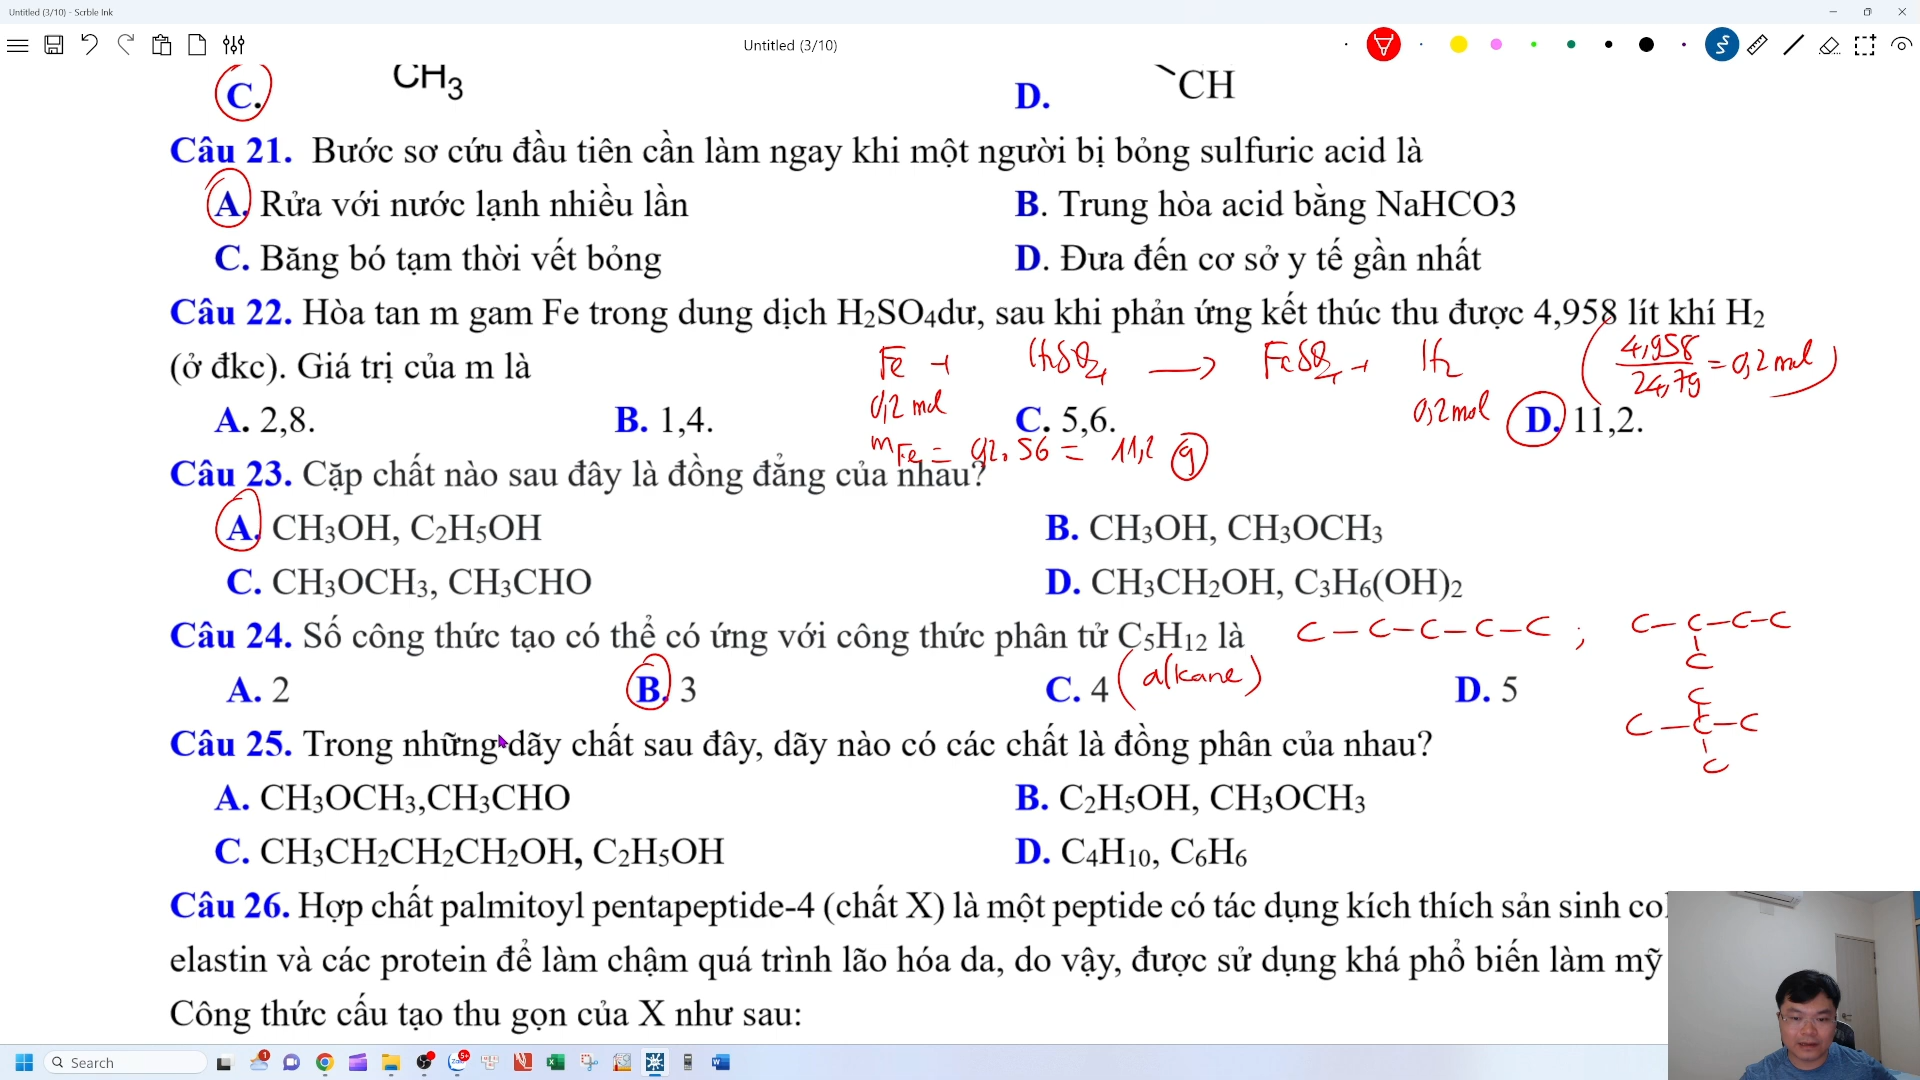 Untitled (3/10) - Scrble Ink
Untitled (3/10)
C. CH3 D. CH
Câu 21. Bước sơ cứu đầu tiên cần làm ngay khi một người bị bỏng sulfuric acid là
A. Rửa với nước lạnh nhiều lần B. Trung hòa acid bằng NaHCO3
C. Băng bó tạm thời vết bỏng D. Đưa đến cơ sở y tế gần nhất
Câu 22. Hòa tan m gam Fe trong dung dịch H2SO4dư, sau khi phản ứng kết thúc thu được 4,958 lít khí H2
(ở đkc). Giá trị của m là
Fe + H2SO4 → FeSO4 + H2 (4,958/24,79 = 0,2 mol)
0,2 mol 0,2 mol
A. 2,8. B. 1,4. C. 5,6. D. 11,2.
mFe = 0,2.56 = 11,2 g
Câu 23. Cặp chất nào sau đây là đồng đẳng của nhau?
A. CH3OH, C2H5OH B. CH3OH, CH3OCH3
C. CH3OCH3, CH3CHO D. CH3CH2OH, C3H6(OH)2
Câu 24. Số công thức tạo có thể có ứng với công thức phân tử C5H12 là C-C-C-C-C ; C-C-C-C
C
A. 2 B. 3 C. 4 (alkane) D. 5
C
C-C-C
C
Câu 25. Trong những dãy chất sau đây, dãy nào có các chất là đồng phân của nhau?
A. CH3OCH3,CH3CHO B. C2H5OH, CH3OCH3
C. CH3CH2CH2CH2OH, C2H5OH D. C4H10, C6H6
Câu 26. Hợp chất palmitoyl pentapeptide-4 (chất X) là một peptide có tác dụng kích thích sản sinh col
elastin và các protein để làm chậm quá trình lão hóa da, do vậy, được sử dụng khá phổ biến làm mỹ
Công thức cấu tạo thu gọn của X như sau:
Search